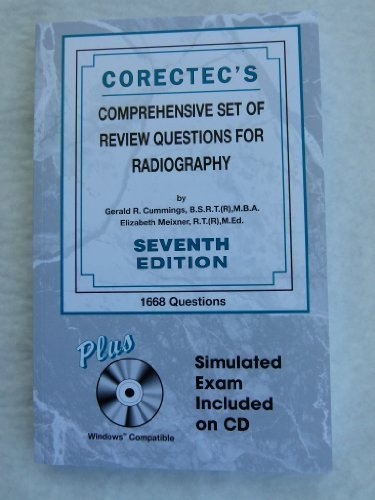 CORECTEC'S
COMPREHENSIVE SET OF
REVIEW QUESTIONS FOR
RADIOGRAPHY
by
Gerald R. Cummings, B.S.R.T.(R),M.B.A.
Elizabeth Meixner, R.T.(R),M.Ed.
SEVENTH
EDITION
1668 Questions
Plus
Windows™ Compatible
Simulated
Exam
Included
on CD